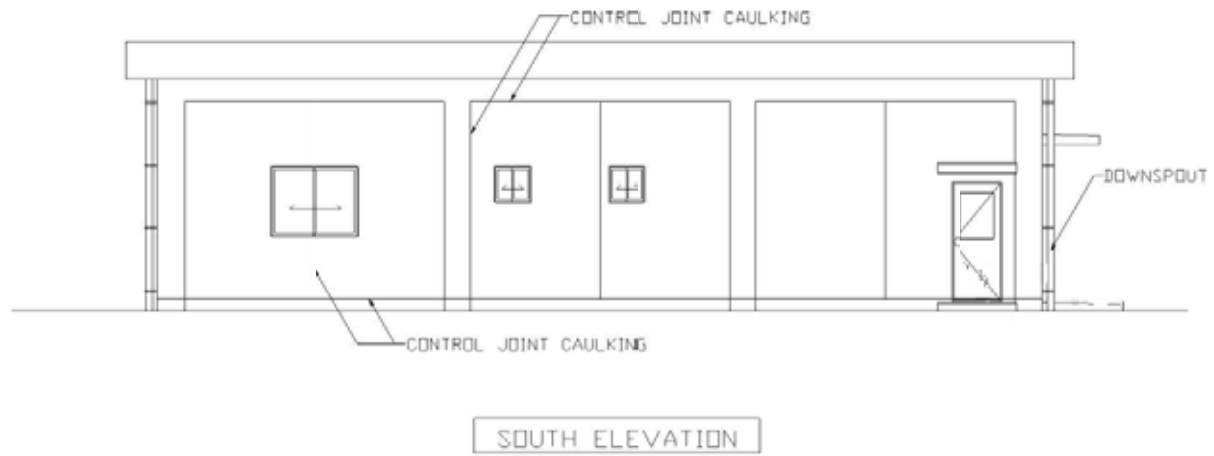 CONTROL JOINT CAULKING
DOWNSPOUT
CONTROL JOINT CAULKING
SOUTH ELEVATION